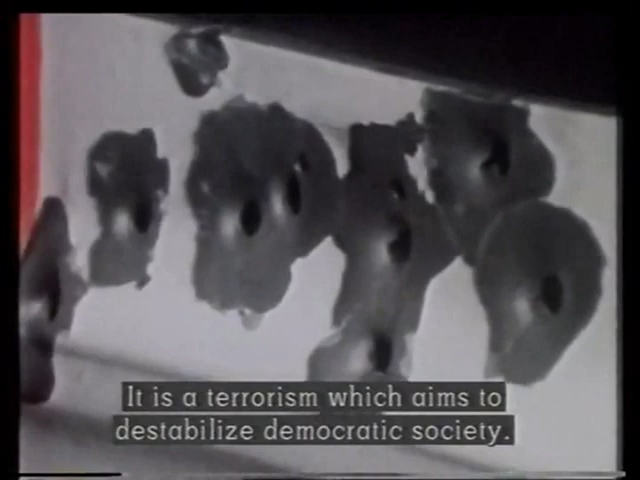 It is a terrorism which aims to
destabilize democratic society.